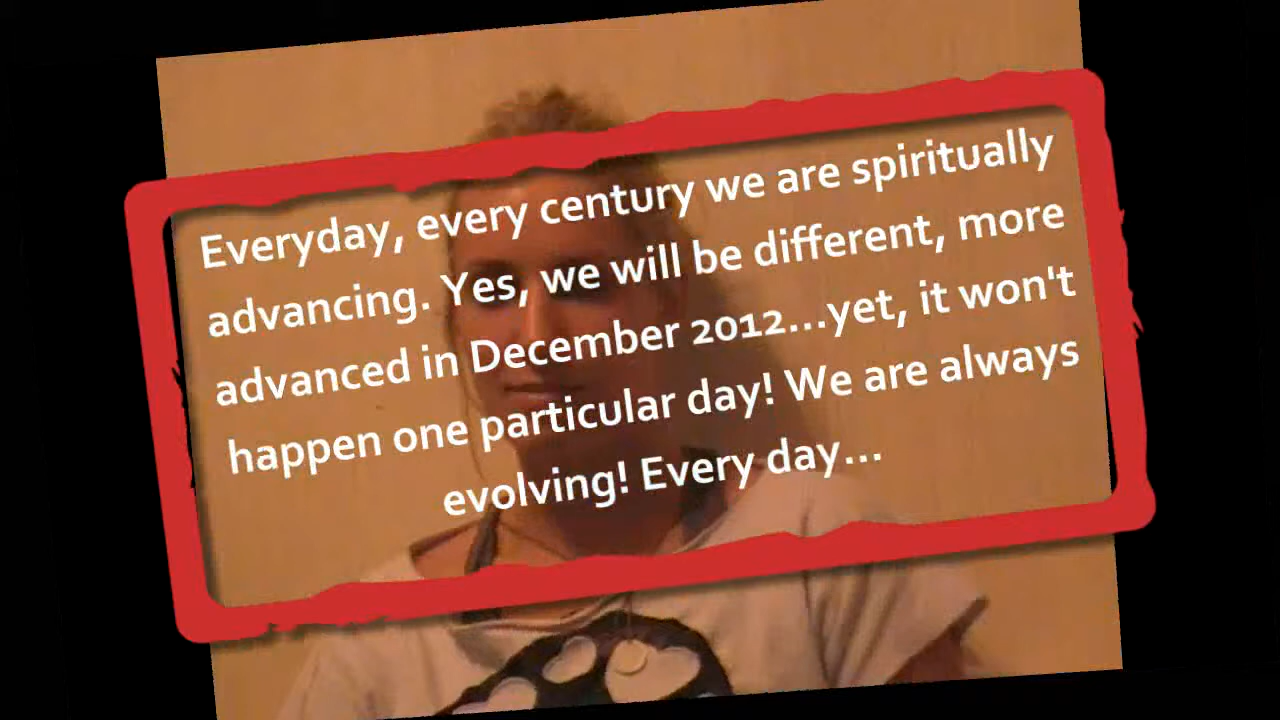 Everyday, every century we are spiritually
advancing. Yes, we will be different, more
advanced in December 2012...yet, it won't
happen one particular day! We are always
evolving! Every day...